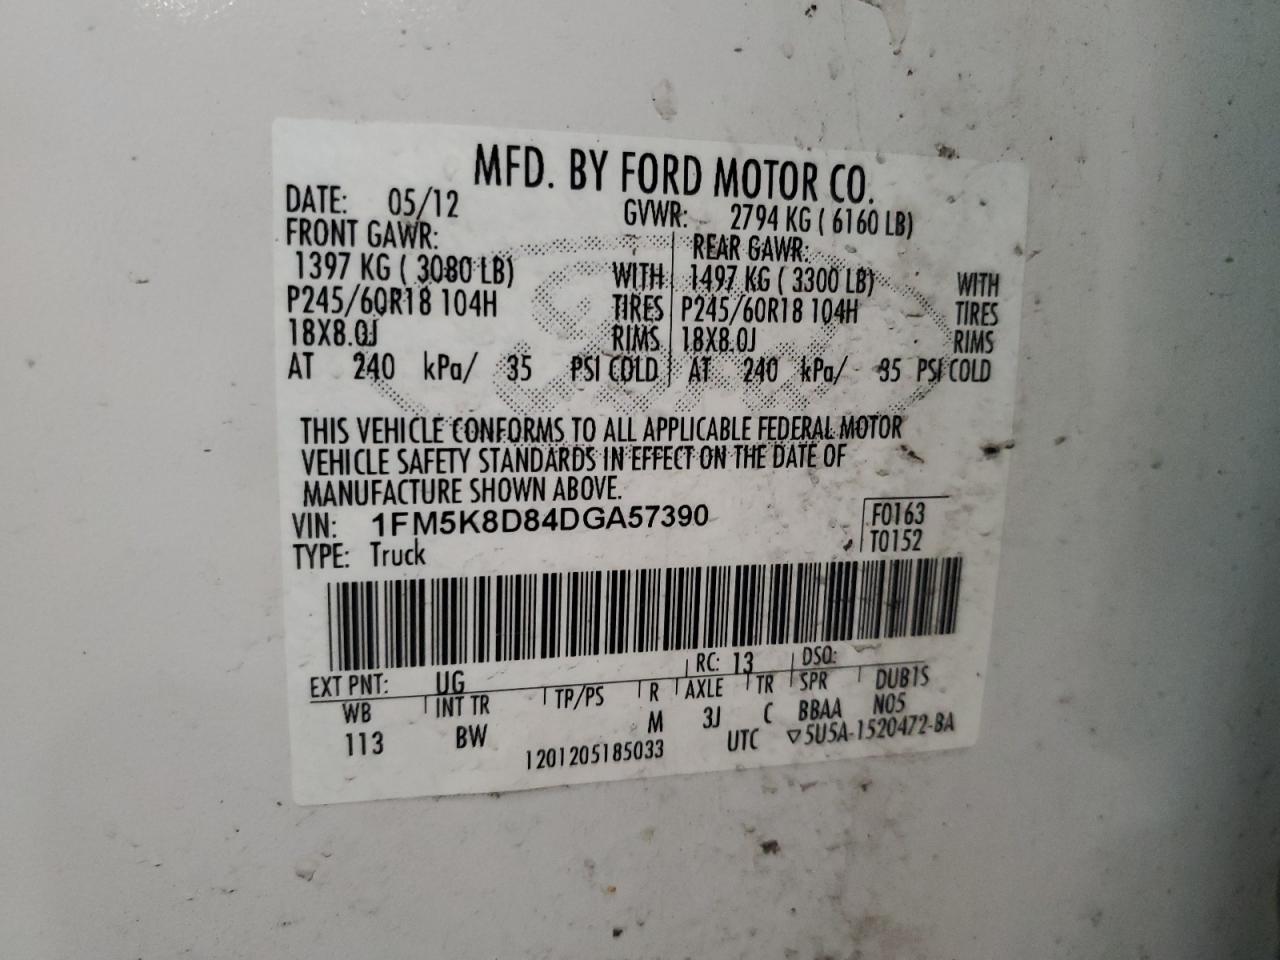 MFD. BY FORD MOTOR CO.
DATE: 05/12 GVWR: 2794 KG ( 6160 LB)
FRONT GAWR: REAR GAWR:
1397 KG ( 3080 LB) WITH 1497 KG ( 3300 LB) WITH
P245/60R18 104H TIRES P245/60R18 104H TIRES
18X8.0J RIMS 18X8.0J RIMS
AT 240 kPa/ 35 PSI COLD AT 240 kPa/ 35 PSI COLD
THIS VEHICLE CONFORMS TO ALL APPLICABLE FEDERAL MOTOR
VEHICLE SAFETY STANDARDS IN EFFECT ON THE DATE OF
MANUFACTURE SHOWN ABOVE.
VIN: 1FM5K8D84DGA57390 F0163
TYPE: Truck T0152
EXT PNT: UG RC: 13 DSO:
WB INT TR TP/PS R AXLE TR SPR DUB1S
113 BW M 3J C BBAA N05
1201205185033 UTC ▽5U5A-1520472-BA